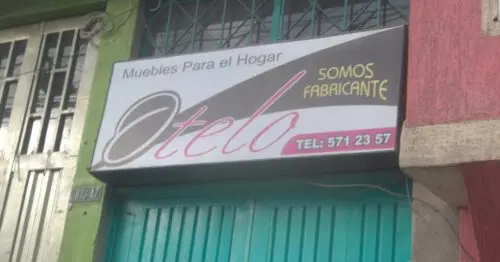 Muebles Para el Hogar
SOMOS
FABRICANTE
Otelo
TEL: 571 23 57